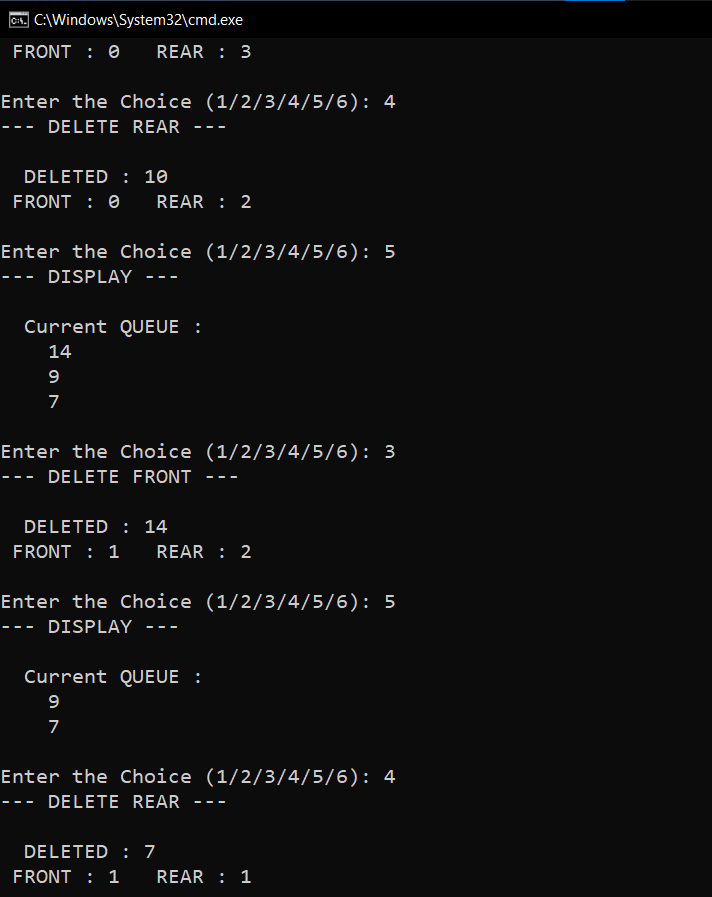 C:\Windows\System32\cmd.exe
FRONT : 0   REAR : 3
Enter the Choice (1/2/3/4/5/6): 4
--- DELETE REAR ---
DELETED : 10
FRONT : 0   REAR : 2
Enter the Choice (1/2/3/4/5/6): 5
--- DISPLAY ---
Current QUEUE :
14
9
7
Enter the Choice (1/2/3/4/5/6): 3
--- DELETE FRONT ---
DELETED : 14
FRONT : 1   REAR : 2
Enter the Choice (1/2/3/4/5/6): 5
--- DISPLAY ---
Current QUEUE :
9
7
Enter the Choice (1/2/3/4/5/6): 4
--- DELETE REAR ---
DELETED : 7
FRONT : 1   REAR : 1